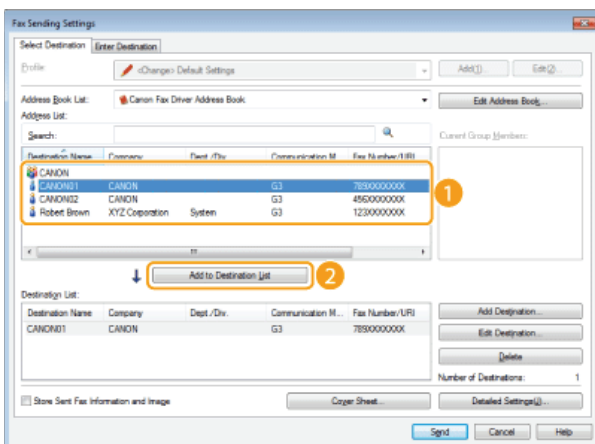 Fax Sending Settings
Select Destination Enter Destination
Profile: <Change> Default Settings Add(1)... Edit(2)...
Address Book List: Canon Fax Driver Address Book Edit Address Book...
Address List:
Search: Current Group Members:
Destination Name Company Dept./Div. Communication M... Fax Number/URI
CANON
CANON01 CANON G3 789XXXXXXX
CANON02 CANON G3 456XXXXXXX
Robert Brown XYZ Corporation System G3 123XXXXXXX
1
Add to Destination List 2
Destination List:
Destination Name Company Dept./Div. Communication M... Fax Number/URI Add Destination...
CANON01 CANON G3 789XXXXXXX Edit Destination...
Delete
Number of Destinations: 1
Store Sent Fax Information and Image Cover Sheet... Detailed Settings(J)...
Send Cancel Help